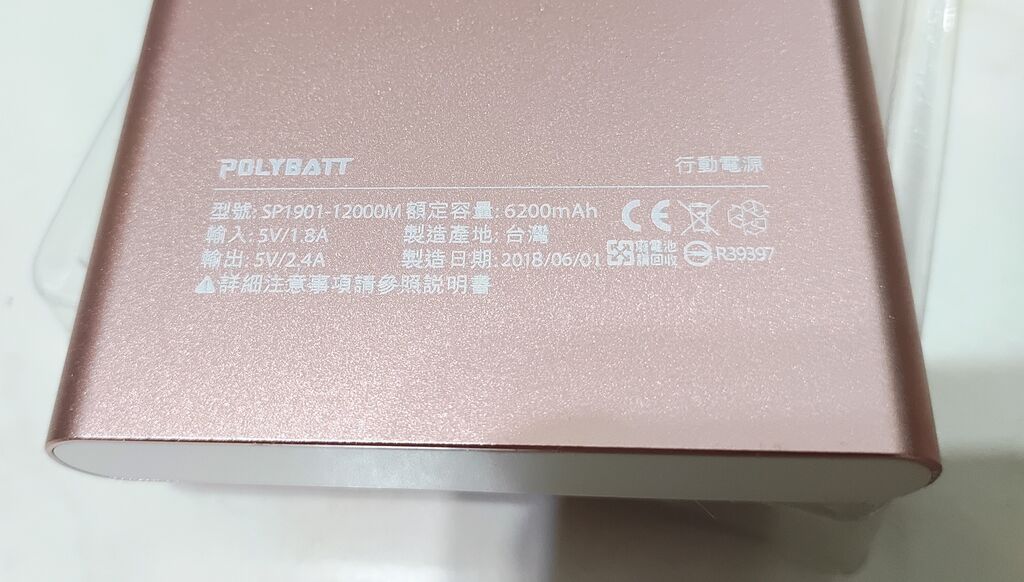 POLYBATT 行動電源
型號: SP1901-12000M 額定容量: 6200mAh CE
輸入: 5V/1.8A 製造產地: 台灣
輸出: 5V/2.4A 製造日期: 2018/06/01 廢電池請回收 R39397
⚠詳細注意事項請參照説明書